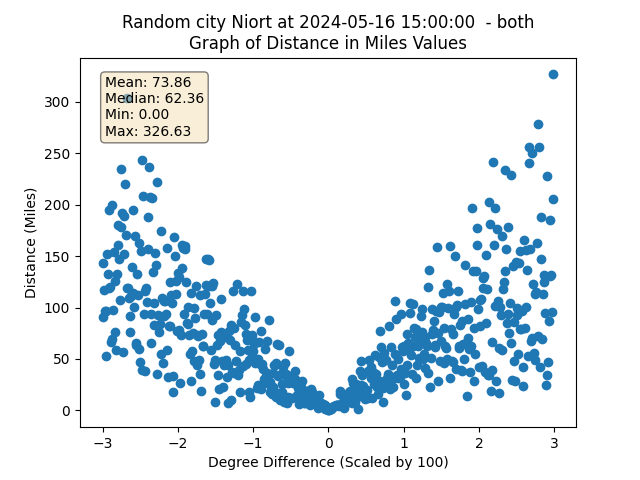 Random city Niort at 2024-05-16 15:00:00  - both
Graph of Distance in Miles Values
Mean: 73.86
Median: 62.36
Min: 0.00
Max: 326.63
Distance (Miles)
300
250
200
150
100
50
0
−3
−2
−1
0
1
2
3
Degree Difference (Scaled by 100)